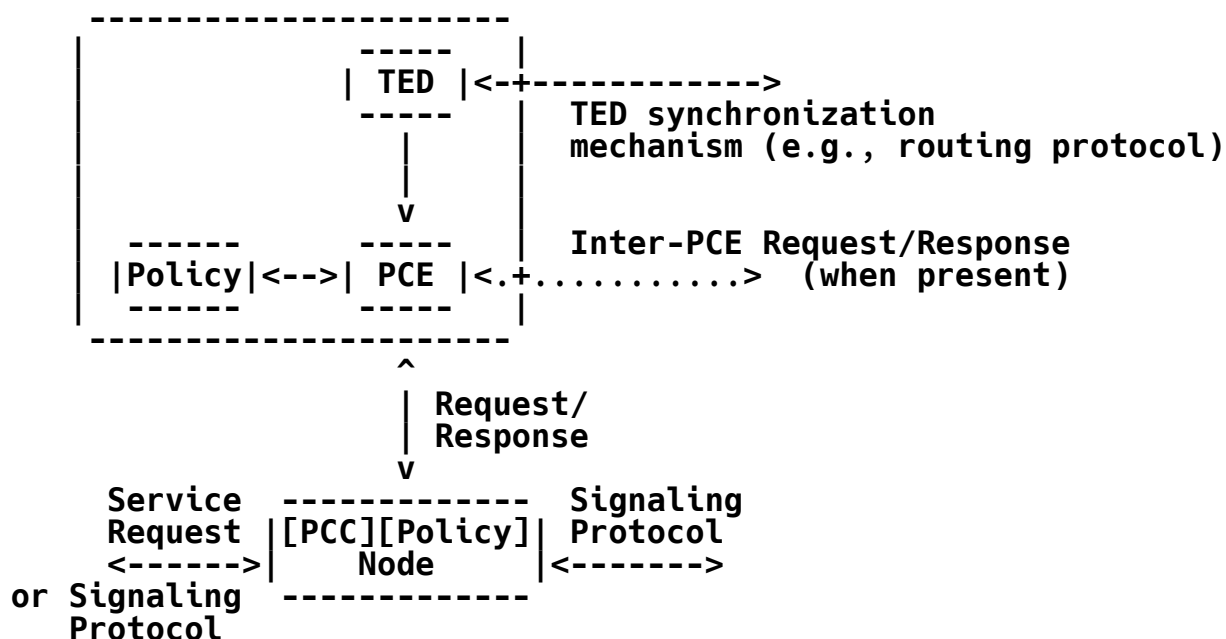 TED
TED synchronization
mechanism (e.g., routing protocol)
Inter-PCE Request/Response
Policy PCE (when present)
Request/
Response
Service Signaling
Request [PCC][Policy] Protocol
Node
or Signaling
Protocol